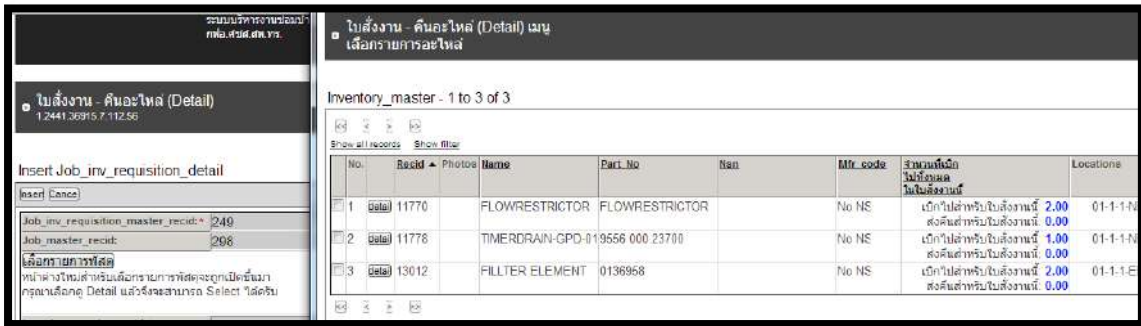 ระบบบริหารงานซ่อมบำ
กฟอ.ศซศ.สพ.ทร.
ใบสั่งงาน - คืนอะไหล่ (Detail)
1.2441.36915.7.112.56
Insert Job_inv_requisition_detail
Insert Cancel
Job_inv_requisition_master_recid:* 249
Job_master_recid: 298
เลือกรายการพัสดุ
หน้าต่างใหม่สำหรับเลือกรายการพัสดุจะถูกเปิดขึ้นมา
กรุณาเลือกดู Detail แล้วจึงจะสามารถ Select ได้ครับ
ใบสั่งงาน - คืนอะไหล่ (Detail) เมนู
เลือกรายการอะไหล่
Inventory_master - 1 to 3 of 3
<< < > >>
Show all records Show filter
No. Recid Photos Name Part_No Nsn Mfr_code จำนวนที่เบิก ไปทั้งหมด ในใบสั่งงานนี้ Locations
1 Detail 11770 FLOWRESTRICTOR FLOWRESTRICTOR No NS เบิกไปสำหรับใบสั่งงานนี้ 2.00 01-1-1-N
ส่งคืนสำหรับใบสั่งงานนี้: 0.00
2 Detail 11778 TIMERDRAIN-GPD-01 9556 000 23700 No NS เบิกไปสำหรับใบสั่งงานนี้ 1.00 01-1-1-N
ส่งคืนสำหรับใบสั่งงานนี้: 0.00
3 Detail 13012 FILLTER ELEMENT 0136958 No NS เบิกไปสำหรับใบสั่งงานนี้ 2.00 01-1-1-E
ส่งคืนสำหรับใบสั่งงานนี้: 0.00
<< < > >>